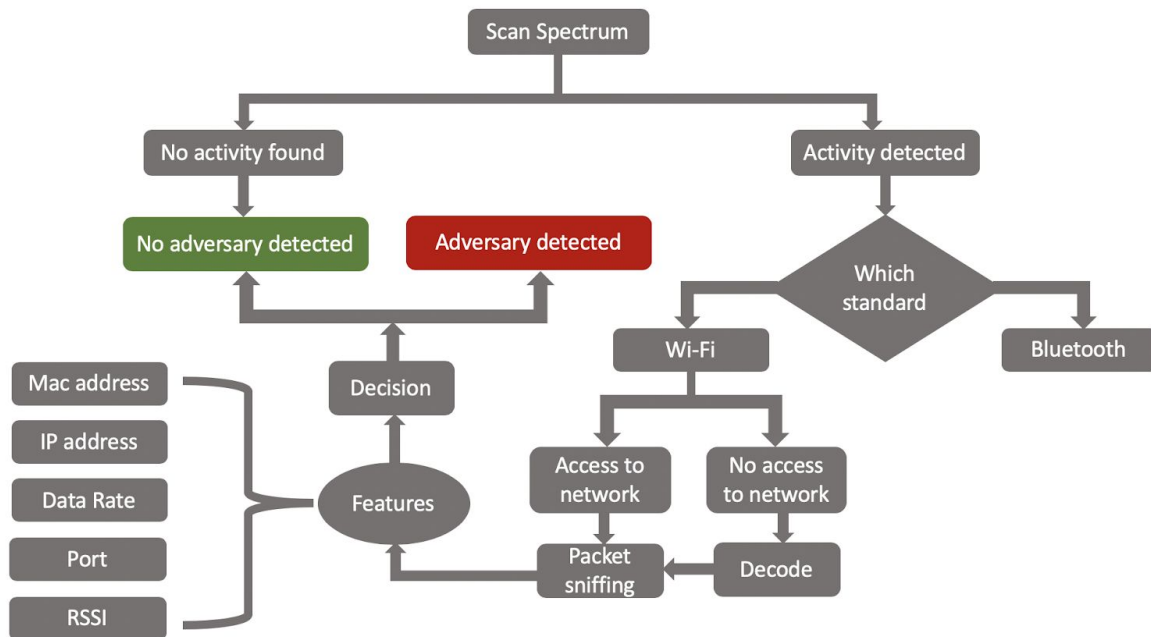 Scan Spectrum
No activity found
Activity detected
No adversary detected
Adversary detected
Which
standard
Wi-Fi
Bluetooth
Mac address
IP address
Data Rate
Port
RSSI
Decision
Features
Access to
network
No access
to network
Packet
sniffing
Decode